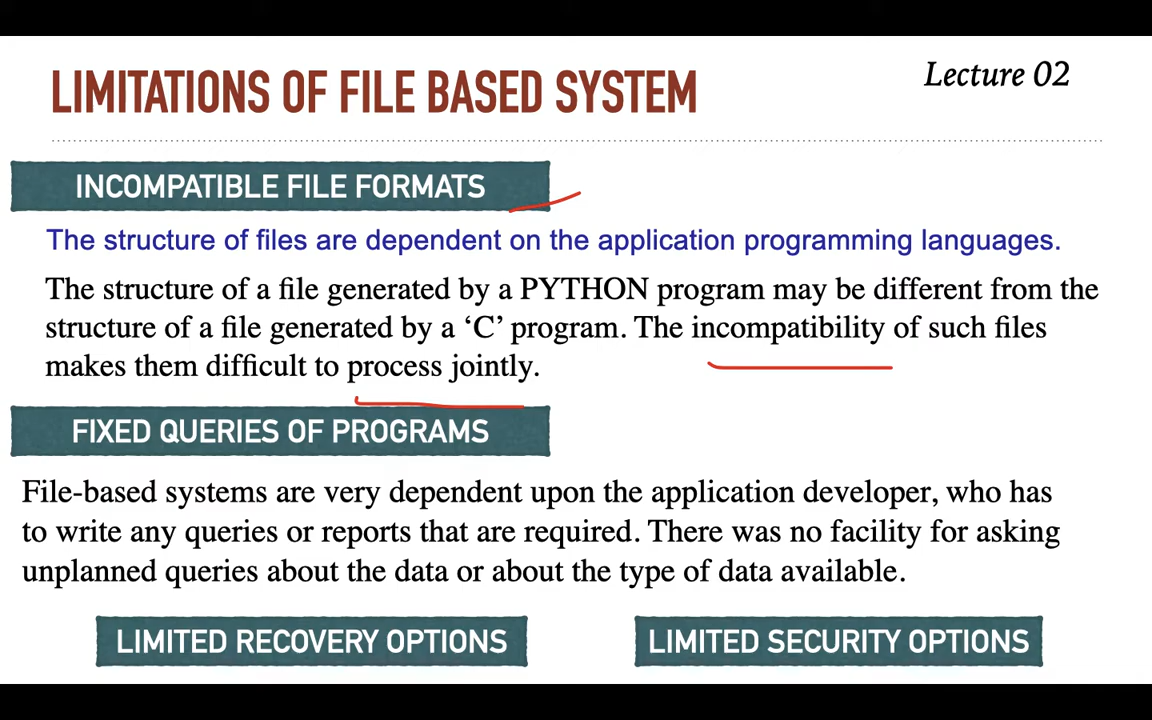 Lecture 02
LIMITATIONS OF FILE BASED SYSTEM
INCOMPATIBLE FILE FORMATS
The structure of files are dependent on the application programming languages.
The structure of a file generated by a PYTHON program may be different from the
structure of a file generated by a ‘C’ program. The incompatibility of such files
makes them difficult to process jointly.
FIXED QUERIES OF PROGRAMS
File-based systems are very dependent upon the application developer, who has
to write any queries or reports that are required. There was no facility for asking
unplanned queries about the data or about the type of data available.
LIMITED RECOVERY OPTIONS
LIMITED SECURITY OPTIONS